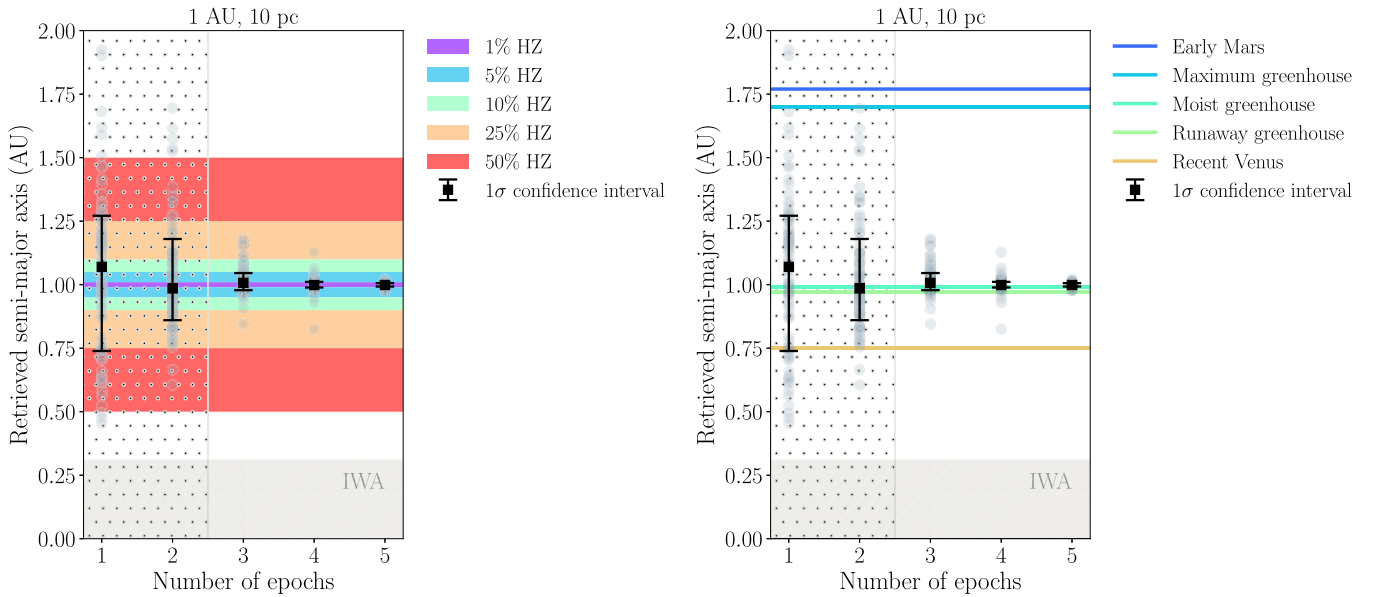 1 AU, 10 pc
Retrieved semi-major axis (AU)
2.00
1.75
1.50
1.25
1.00
0.75
0.50
0.25
0.00
IWA
1 2 3 4 5
Number of epochs
1% HZ
5% HZ
10% HZ
25% HZ
50% HZ
1σ confidence interval
1 AU, 10 pc
Retrieved semi-major axis (AU)
2.00
1.75
1.50
1.25
1.00
0.75
0.50
0.25
0.00
IWA
1 2 3 4 5
Number of epochs
Early Mars
Maximum greenhouse
Moist greenhouse
Runaway greenhouse
Recent Venus
1σ confidence interval